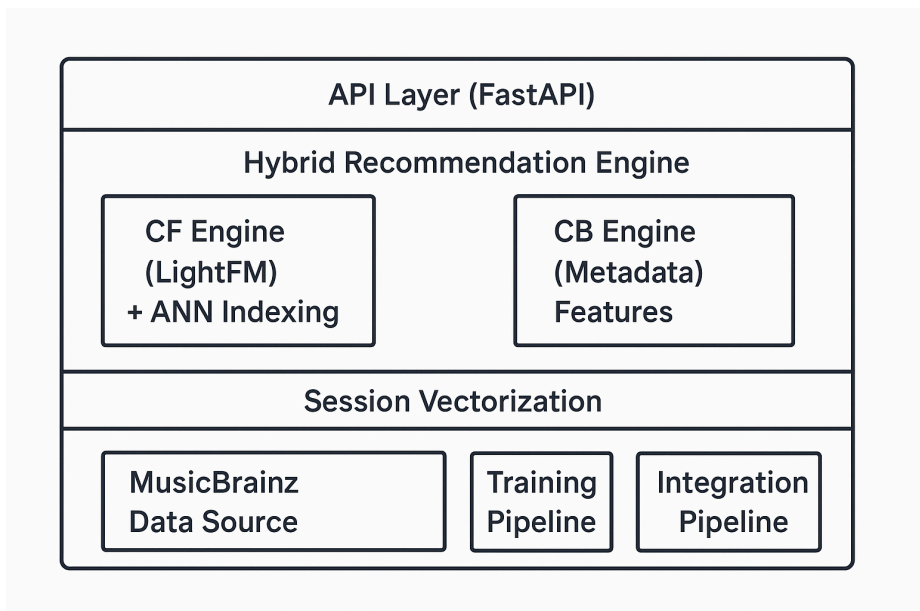 API Layer (FastAPI)
Hybrid Recommendation Engine
CF Engine
(LightFM)
+ ANN Indexing
CB Engine
(Metadata)
Features
Session Vectorization
MusicBrainz
Data Source
Training
Pipeline
Integration
Pipeline